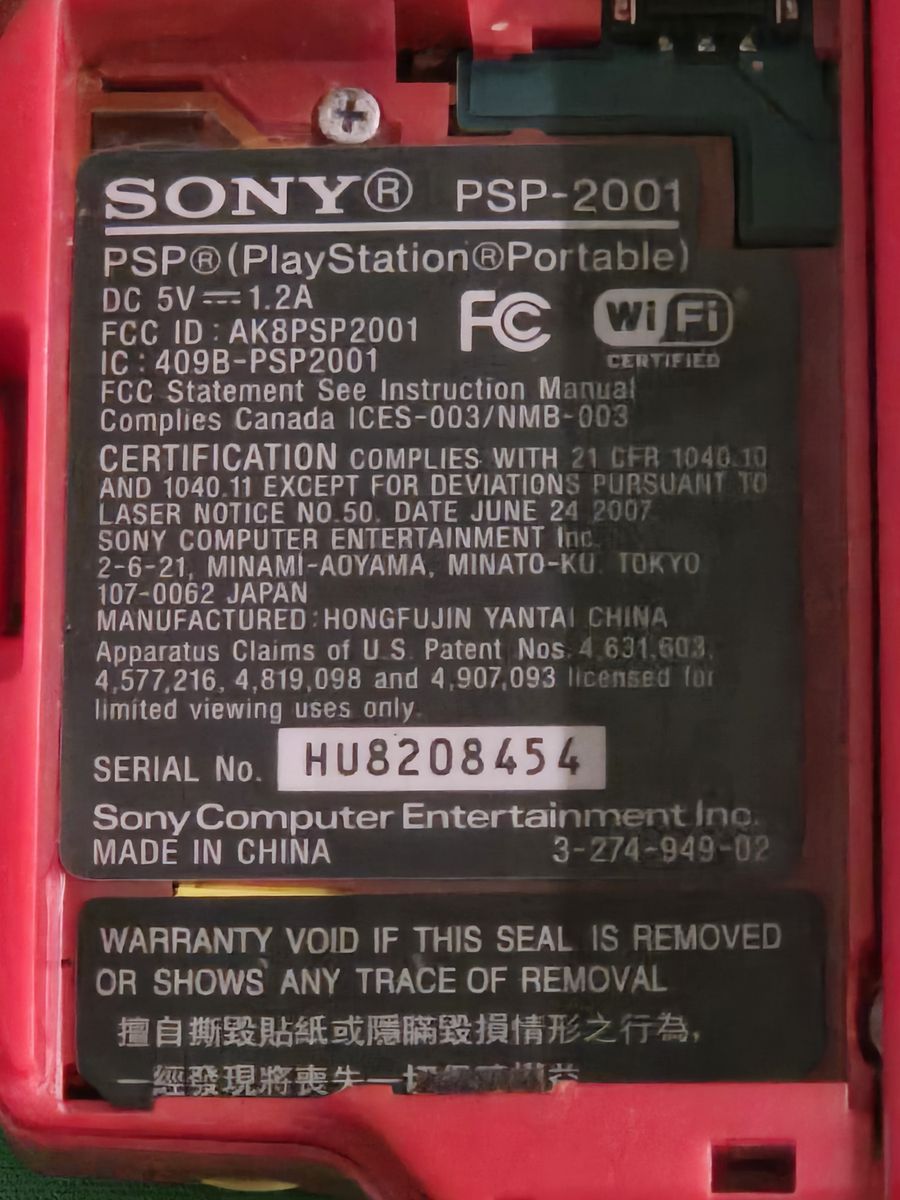 SONY® PSP-2001
PSP®(PlayStation®Portable)
DC 5V⎓1.2A
FCC ID : AK8PSP2001
IC : 409B-PSP2001
FC
Wi Fi
CERTIFIED
FCC Statement See Instruction Manual
Complies Canada ICES-003/NMB-003
CERTIFICATION COMPLIES WITH 21 CFR 1040.10
AND 1040.11 EXCEPT FOR DEVIATIONS PURSUANT TO
LASER NOTICE NO.50. DATE JUNE 24 2007
SONY COMPUTER ENTERTAINMENT Inc.
2-6-21, MINAMI-AOYAMA, MINATO-KU, TOKYO
107-0062 JAPAN
MANUFACTURED:HONGFUJIN YANTAI CHINA
Apparatus Claims of U.S. Patent Nos. 4,631,603,
4,577,216, 4,819,098 and 4,907,093 licensed for
limited viewing uses only.
SERIAL No. HU8208454
Sony Computer Entertainment Inc.
MADE IN CHINA 3-274-949-02
WARRANTY VOID IF THIS SEAL IS REMOVED
OR SHOWS ANY TRACE OF REMOVAL
擅自撕毀貼紙或隱瞞毀損情形之行為,
一經發現將喪失一切